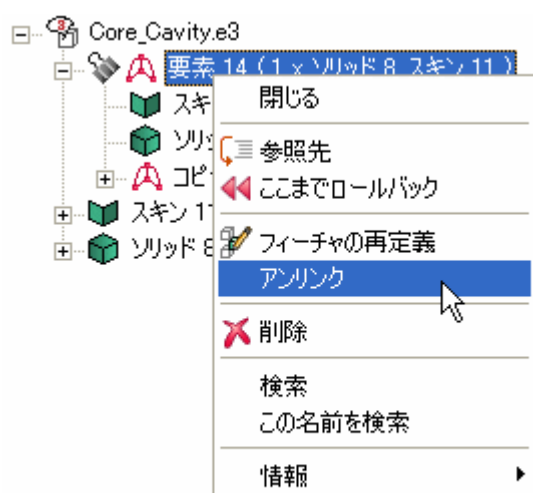 Core_Cavity.e3
要素 14 ( 1 x ソリッド 8, スキン 11 )
スキ
閉じる
ソリッ
参照先
コピ
ここまでロールバック
スキン 1
ソリッド 8
フィーチャの再定義
アンリンク
削除
検索
この名前を検索
情報